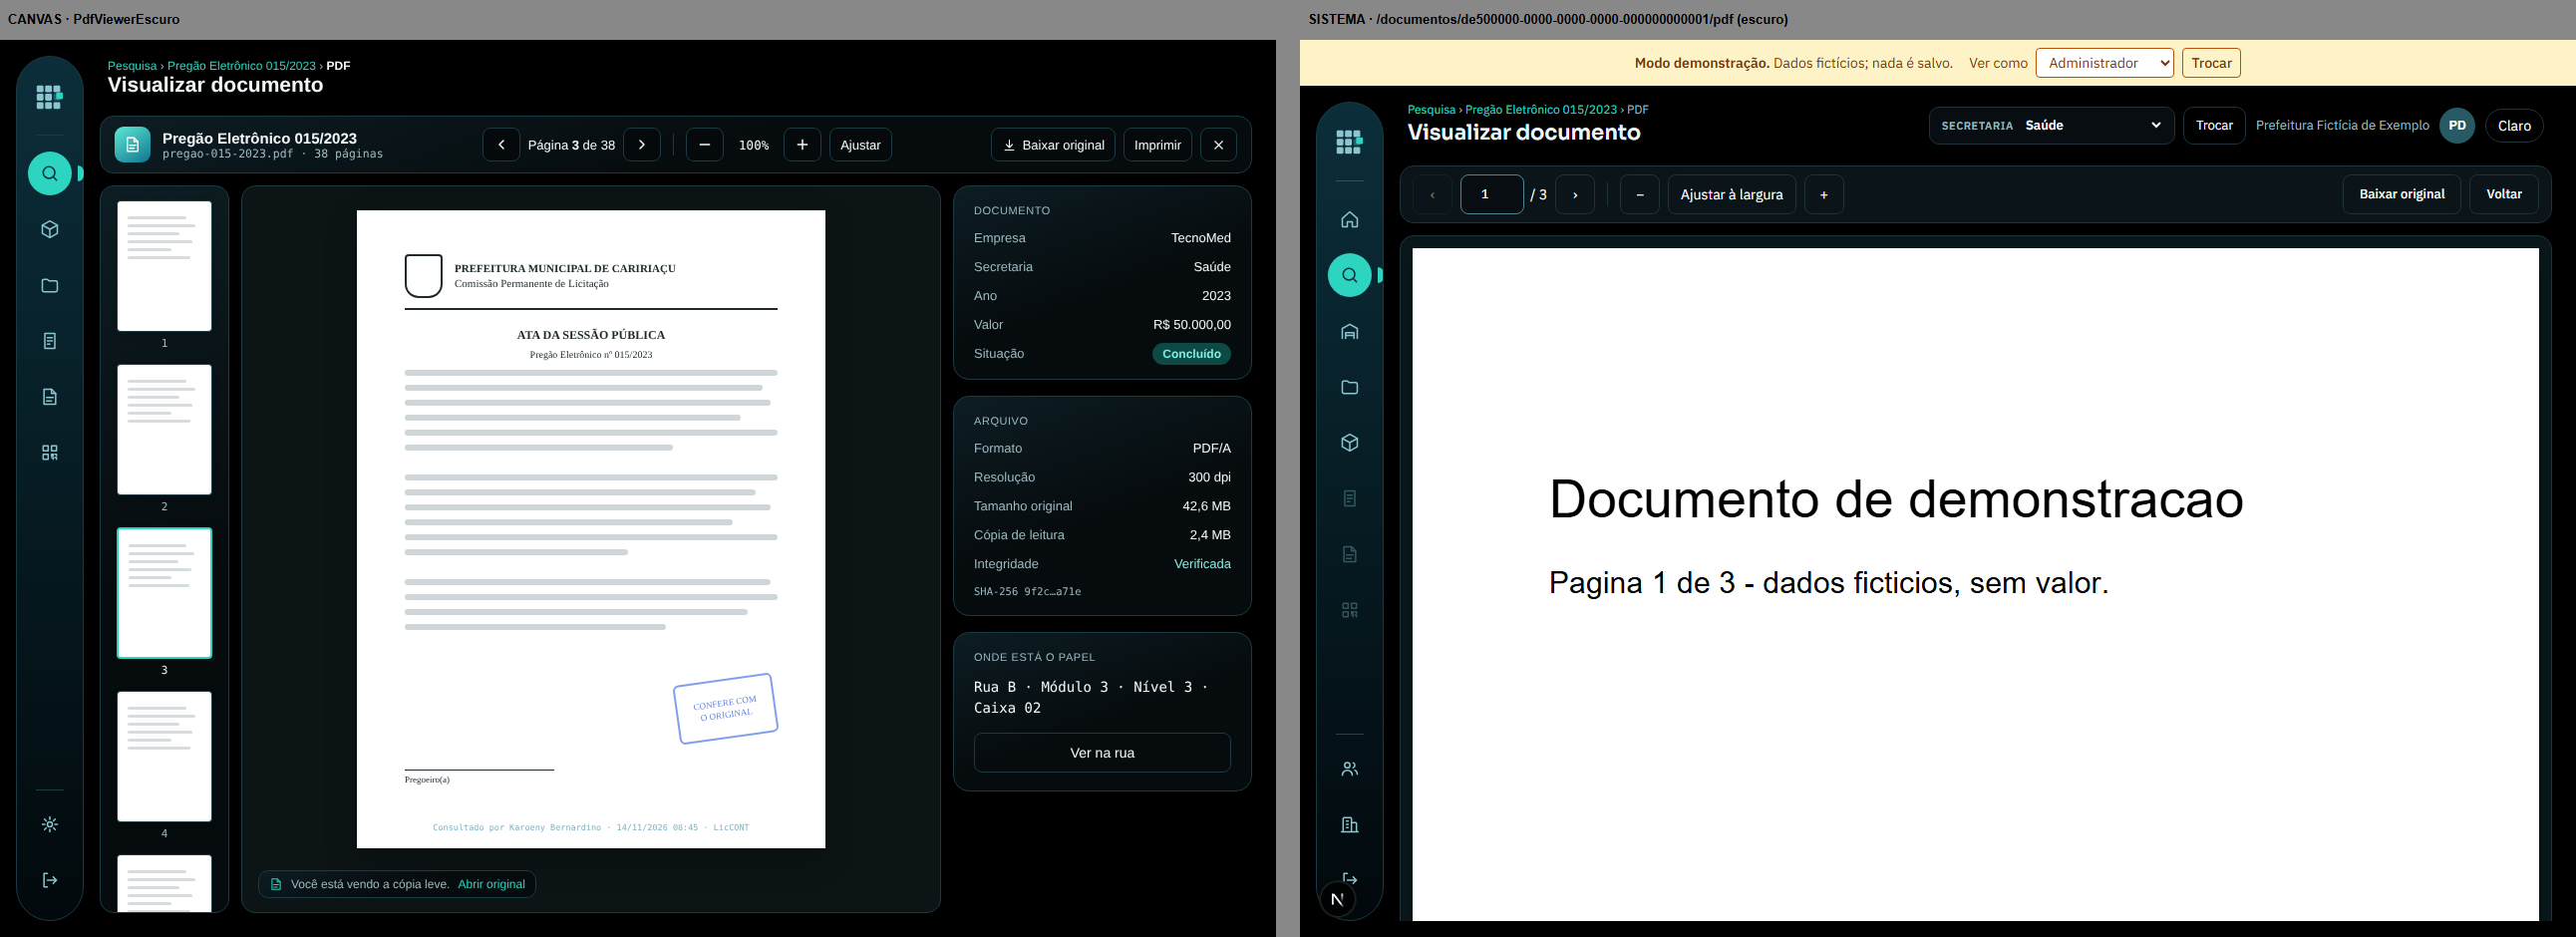 CANVAS · PdfViewerEscuro
Pesquisa › Pregão Eletrônico 015/2023 › PDF
Visualizar documento
Pregão Eletrônico 015/2023
pregao-015-2023.pdf · 38 páginas
Página 3 de 38
100%
Ajustar
Baixar original
Imprimir
1
2
3
4
PREFEITURA MUNICIPAL DE CARIRIAÇU
Comissão Permanente de Licitação
ATA DA SESSÃO PÚBLICA
Pregão Eletrônico nº 015/2023
CONFERE COM
O ORIGINAL
Pregoeiro(a)
Consultado por Karoeny Bernardino · 14/11/2026 08:45 · LicCONT
Você está vendo a cópia leve. Abrir original
DOCUMENTO
Empresa TecnoMed
Secretaria Saúde
Ano 2023
Valor R$ 50.000,00
Situação Concluído
ARQUIVO
Formato PDF/A
Resolução 300 dpi
Tamanho original 42,6 MB
Cópia de leitura 2,4 MB
Integridade Verificada
SHA-256 9f2c…a71e
ONDE ESTÁ O PAPEL
Rua B · Módulo 3 · Nível 3 ·
Caixa 02
Ver na rua
SISTEMA · /documentos/de500000-0000-0000-0000-000000000001/pdf (escuro)
Modo demonstração. Dados fictícios; nada é salvo. Ver como Administrador Trocar
Pesquisa › Pregão Eletrônico 015/2023 › PDF
Visualizar documento
SECRETARIA Saúde
Trocar
Prefeitura Fictícia de Exemplo
PD
Claro
1 / 3
Ajustar à largura
Baixar original
Voltar
Documento de demonstracao
Pagina 1 de 3 - dados ficticios, sem valor.
N